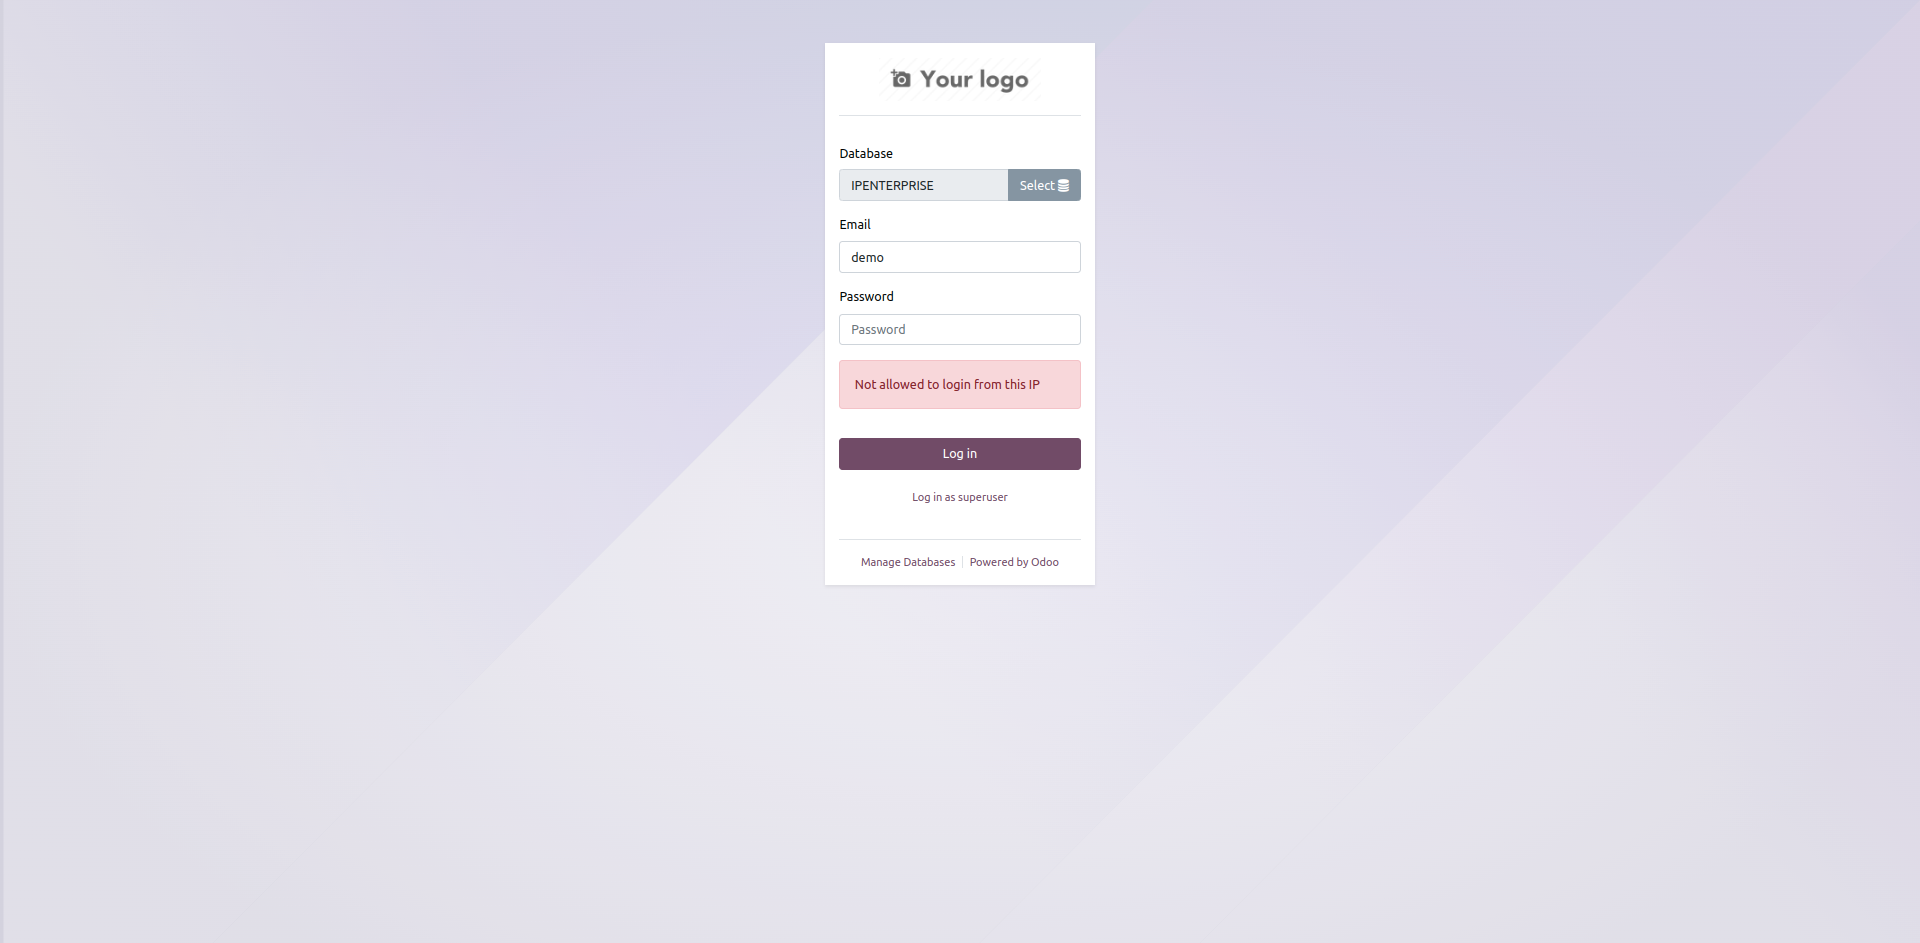 Your logo
Database
IPENTERPRISE
Select
Email
demo
Password
Password
Not allowed to login from this IP
Log in
Log in as superuser
Manage Databases
Powered by Odoo